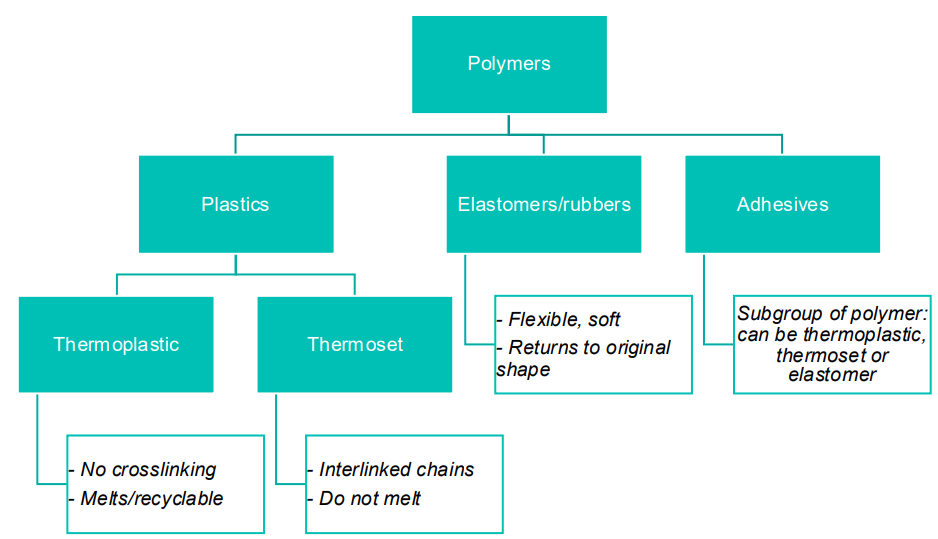 Polymers
Plastics
Elastomers/rubbers
Adhesives
Thermoplastic
Thermoset
- Flexible, soft
- Returns to original
shape
Subgroup of polymer:
can be thermoplastic,
thermoset or
elastomer
- No crosslinking
- Melts/recyclable
- Interlinked chains
- Do not melt